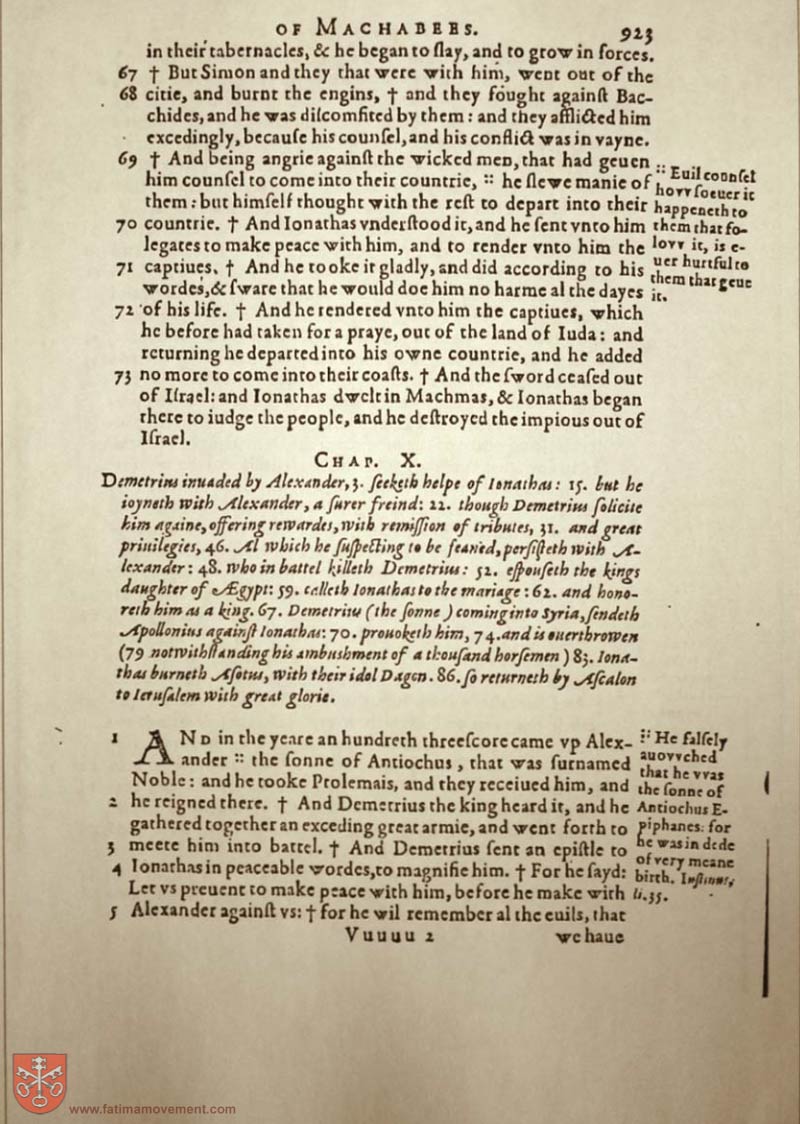 OF MACHABEES. 923
in their tabernacles, & he began to ſlay, and to grow in forces.
67 † But Simon and they that were with him, went out of the
68 citie, and burnt the engins, † and they fought againſt Bac-
chides, and he was diſcomfited by them: and they afflicted him
excedingly, becauſe his counſel, and his conflict was in vayne.
69 † And being angrie againſt the wicked men, that had geuen
him counſel to come into their countrie, :: he ſlewe manie of
them: but himſelf thought with the reſt to depart into their
70 countrie. † And Ionathas vnderſtood it, and he ſent vnto him
legates to make peace with him, and to render vnto him the
71 captiues. † And he tooke it gladly, and did according to his
wordes, & ſware that he would doe him no harme al the dayes
72 of his life. † And he rendered vnto him the captiues, which
he before had taken for a praye, out of the land of Iuda: and
returning he departed into his owne countrie, and he added
73 no more to come into their coaſts. † And the ſword ceaſed out
of Iſrael: and Ionathas dwelt in Machmas, & Ionathas began
there to iudge the people, and he deſtroyed the impious out of
Iſrael.
:: Euil counſel
hovv ſoeuer it
happeneth to
them that fo-
lovv it, is e-
uer hurtful to
them that geue
it.
CHAP. X.
Demetrius inuaded by Alexander, 3. ſeeketh helpe of Ionathas: 15. but he
ioyneth with Alexander, a ſurer freind: 22. though Demetrius ſolicite
him againe, offering rewardes, with remiſſion of tributes, 31. and great
priuilegies, 46. Al which he ſuſpecting to be feaned, perſiſteth with A-
lexander: 48. who in battel killeth Demetrius: 51. eſpouſeth the kings
daughter of Ægypt: 59. calleth Ionathas to the mariage: 62. and hono-
reth him as a king. 67. Demetrius (the ſonne) coming into Syria, ſendeth
Apollonius againſt Ionathas: 70. prouoketh him, 74. and is ouerthrowen
(79 notwithſtanding his ambushment of a thouſand horſemen) 83. Iona-
thas burneth Aſotus, with their idol Dagon. 86. ſo returneth by Aſcalon
to Ieruſalem with great glorie.
1 AND in the yeare an hundreth threeſcore came vp Alex-
ander :: the ſonne of Antiochus, that was ſurnamed
Noble: and he tooke Ptolemais, and they receiued him, and
2 he reigned there. † And Demetrius the king heard it, and he
gathered together an exceding great armie, and went forth to
3 meete him into battel. † And Demetrius ſent an epiſtle to
4 Ionathas in peaceable wordes, to magnifie him. † For he ſayd:
Let vs preuent to make peace with him, before he make with
5 Alexander againſt vs: † for he wil remember al the euils, that
:: He falſely
auovvched
that he vvas
the ſonne of
Antiochus E-
piphanes: for
he was in dede
of very meane
birth. Iuſtinus,
li. 35.
Vuuuu 2 we haue
www.fatimamovement.com